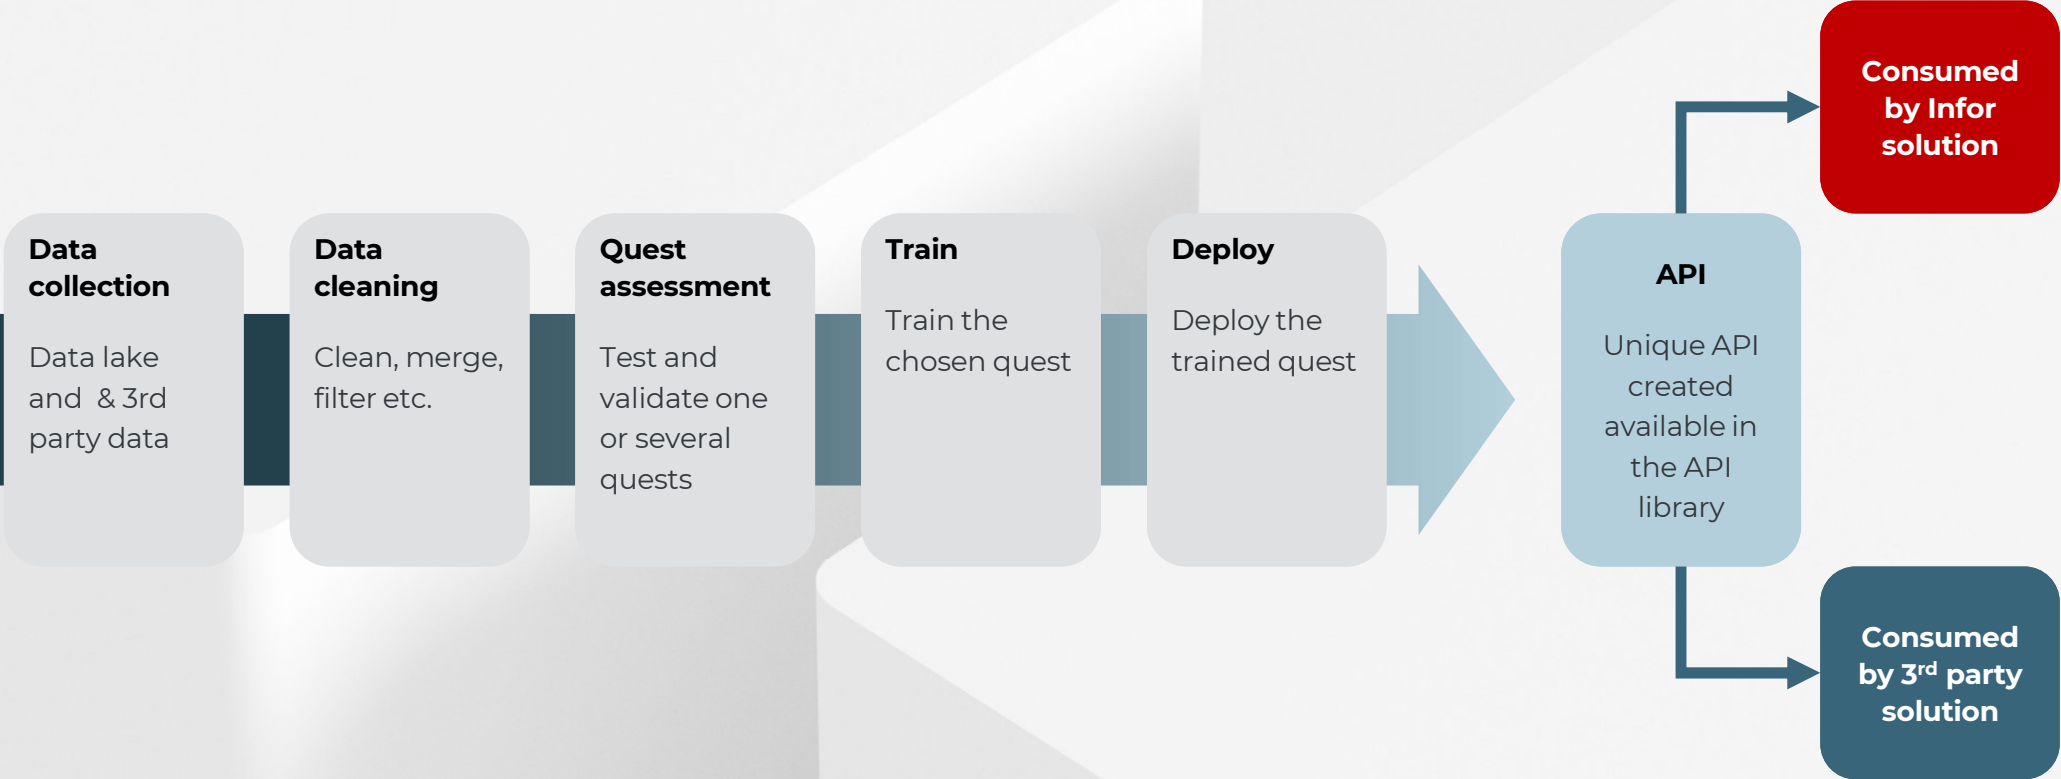 Data
collection
Data lake
and  & 3rd
party data
Data
cleaning
Clean, merge,
filter etc.
Quest
assessment
Test and
validate one
or several
quests
Train
Train the
chosen quest
Deploy
Deploy the
trained quest
API
Unique API
created
available in
the API
library
Consumed
by Infor
solution
Consumed
by 3rd party
solution